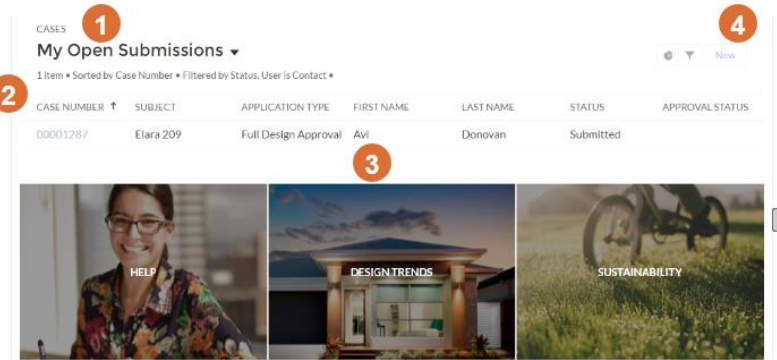 CASES 1 4
My Open Submissions
New
1 item • Sorted by Case Number • Filtered by Status, User is Contact •
2
CASE NUMBER SUBJECT APPLICATION TYPE FIRST NAME LAST NAME STATUS APPROVAL STATUS
00001287 Elara 209 Full Design Approval Avi Donovan Submitted
3
HELP DESIGN TRENDS SUSTAINABILITY